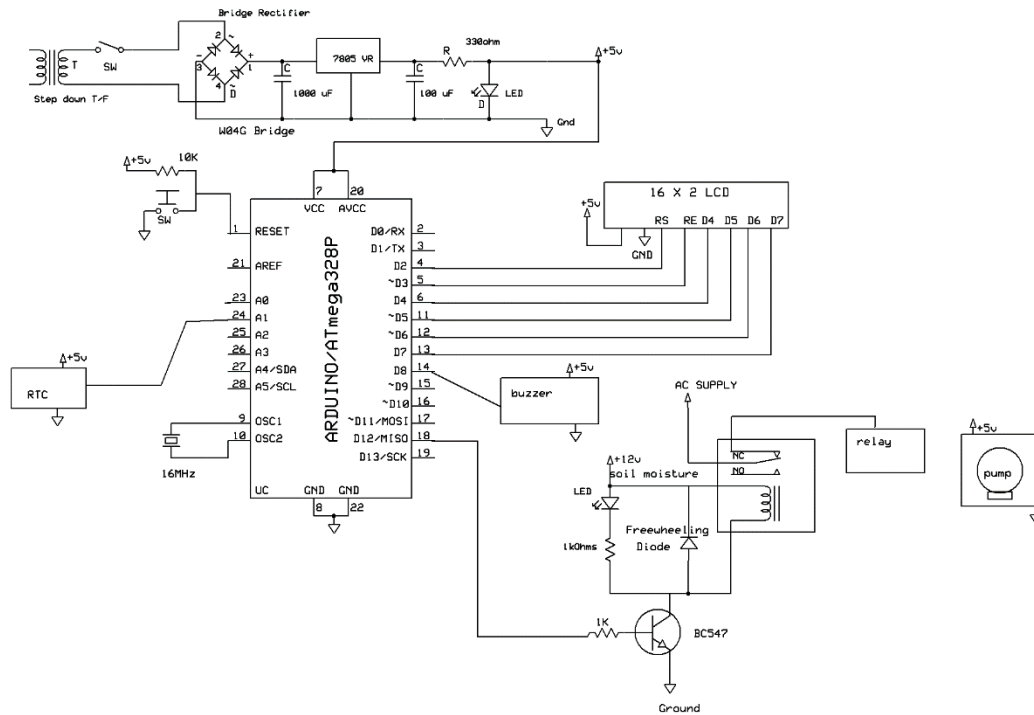 Bridge Rectifier
2 ~
SW
T
- 3
+ 1
4 ~
D
Step down T/F
W04G Bridge
C
1000 uF
7805 VR
C
100 uF
330ohm
R
LED
D
+5v
Gnd
+5v
10K
SW
7 20
VCC AVCC
1 RESET
21 AREF
23 A0
24 A1
25 A2
26 A3
27 A4/SDA
28 A5/SCL
9 OSC1
10 OSC2
UC
GND GND
8 22
ARDUINO/ATmega328P
D0/RX 2
D1/TX 3
D2 4
~D3 5
D4 6
~D5 11
~D6 12
D7 13
D8 14
~D9 15
~D10 16
~D11/MOSI 17
D12/MISO 18
D13/SCK 19
16 X 2 LCD
RS RE D4 D5 D6 D7
+5v
GND
+5v
RTC
16MHz
+5v
buzzer
AC SUPPLY
NC
NO
relay
+5v
pump
+12v
soil moisture
LED
Freewheeling
Diode
1kOhms
1K
BC547
Ground